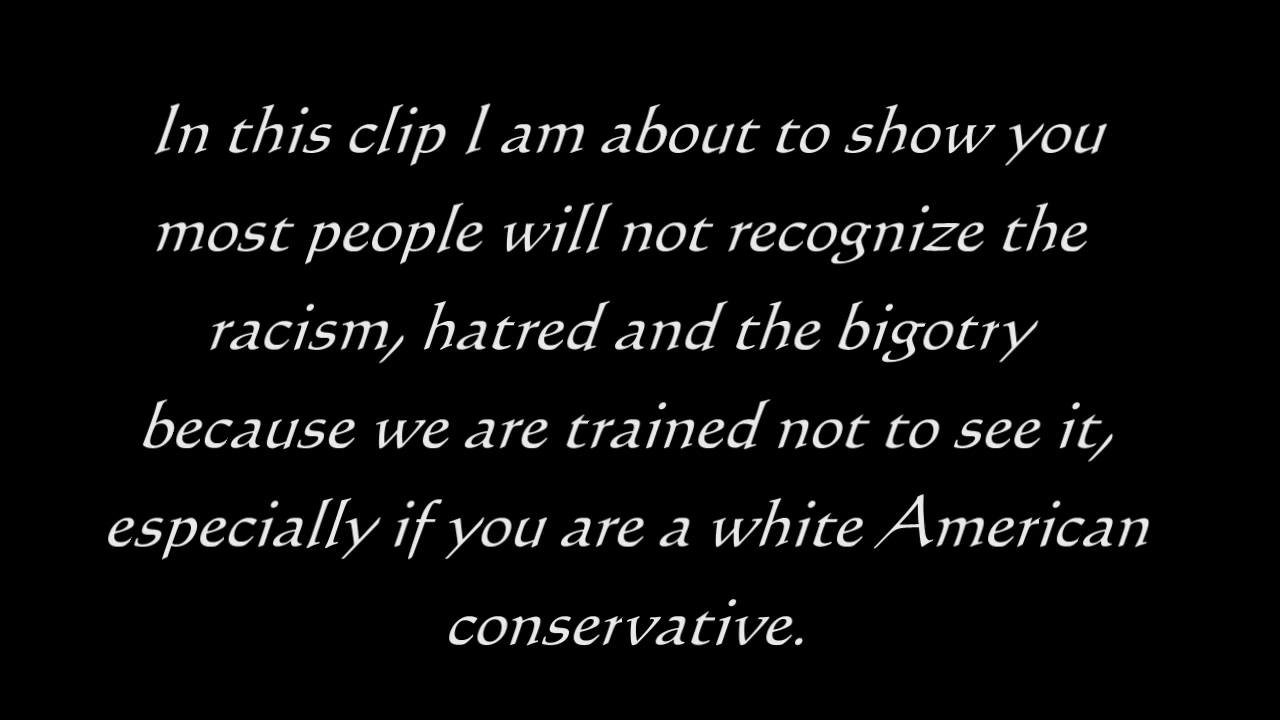 In this clip I am about to show you
most people will not recognize the
racism, hatred and the bigotry
because we are trained not to see it,
especially if you are a white American
conservative.